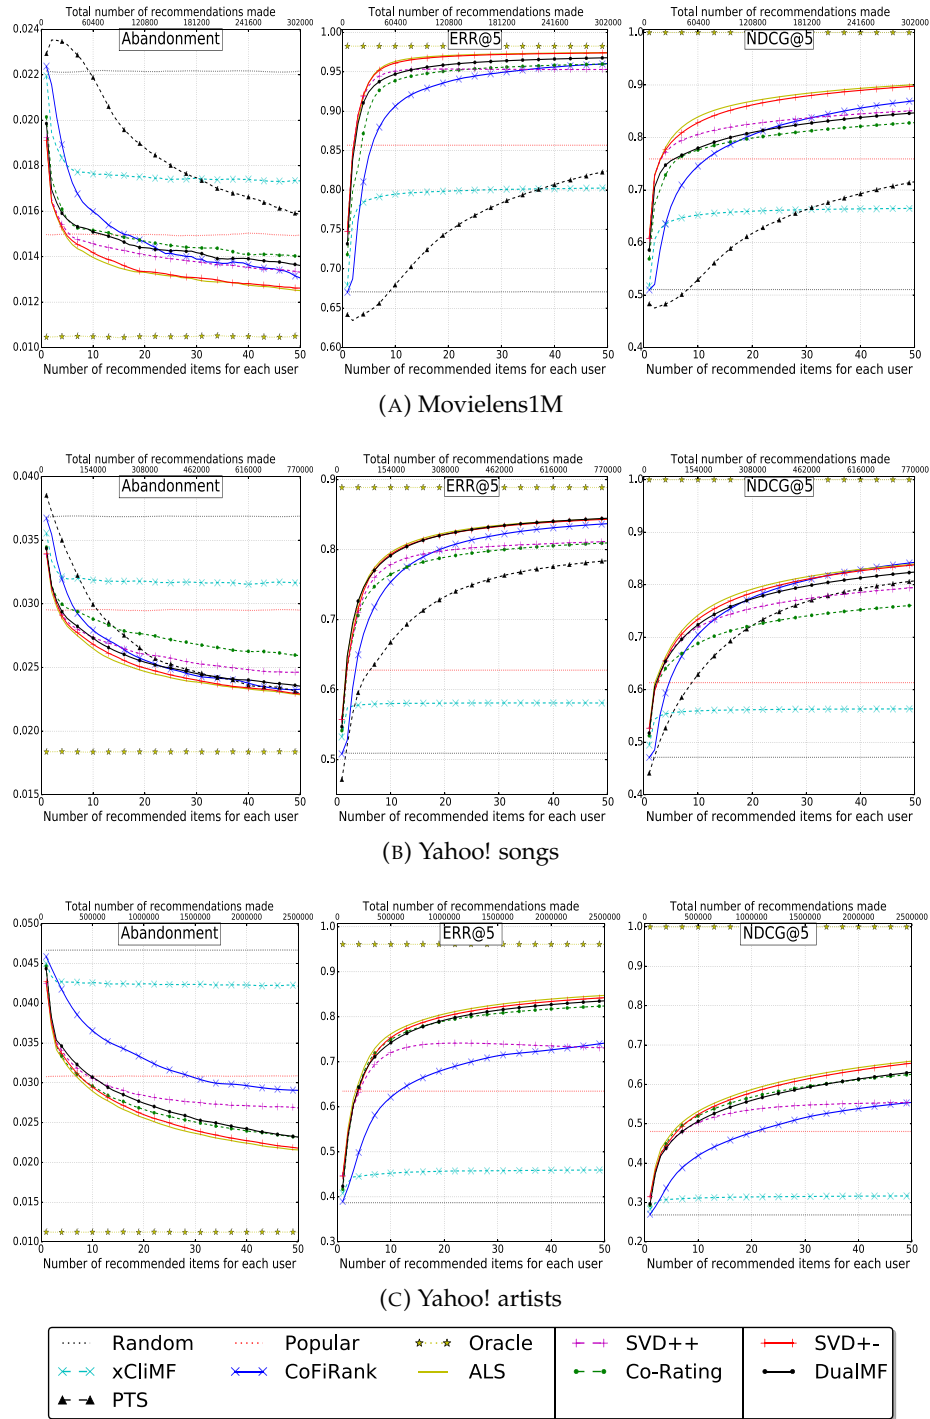 Total number of recommendations made
0 60400 120800 181200 241600 302000
Abandonment
0.024
0.022
0.020
0.018
0.016
0.014
0.012
0.010
0 10 20 30 40 50
Number of recommended items for each user
Total number of recommendations made
0 60400 120800 181200 241600 302000
ERR@5
1.00
0.95
0.90
0.85
0.80
0.75
0.70
0.65
0.60
0 10 20 30 40 50
Number of recommended items for each user
Total number of recommendations made
0 60400 120800 181200 241600 302000
NDCG@5
1.0
0.9
0.8
0.7
0.6
0.5
0.4
0 10 20 30 40 50
Number of recommended items for each user
(A) Movielens1M
Total number of recommendations made
0 154000 308000 462000 616000 770000
Abandonment
0.040
0.035
0.030
0.025
0.020
0.015
0 10 20 30 40 50
Number of recommended items for each user
Total number of recommendations made
0 154000 308000 462000 616000 770000
ERR@5
0.9
0.8
0.7
0.6
0.5
0 10 20 30 40 50
Number of recommended items for each user
Total number of recommendations made
0 154000 308000 462000 616000 770000
NDCG@5
1.0
0.9
0.8
0.7
0.6
0.5
0.4
0 10 20 30 40 50
Number of recommended items for each user
(B) Yahoo! songs
Total number of recommendations made
0 500000 1000000 1500000 2000000 2500000
Abandonment
0.050
0.045
0.040
0.035
0.030
0.025
0.020
0.015
0.010
0 10 20 30 40 50
Number of recommended items for each user
Total number of recommendations made
0 500000 1000000 1500000 2000000 2500000
ERR@5
1.0
0.9
0.8
0.7
0.6
0.5
0.4
0.3
0 10 20 30 40 50
Number of recommended items for each user
Total number of recommendations made
0 500000 1000000 1500000 2000000 2500000
NDCG@5
1.0
0.9
0.8
0.7
0.6
0.5
0.4
0.3
0.2
0 10 20 30 40 50
Number of recommended items for each user
(C) Yahoo! artists
Random Popular Oracle SVD++ SVD+-
xCliMF CoFiRank ALS Co-Rating DualMF
PTS